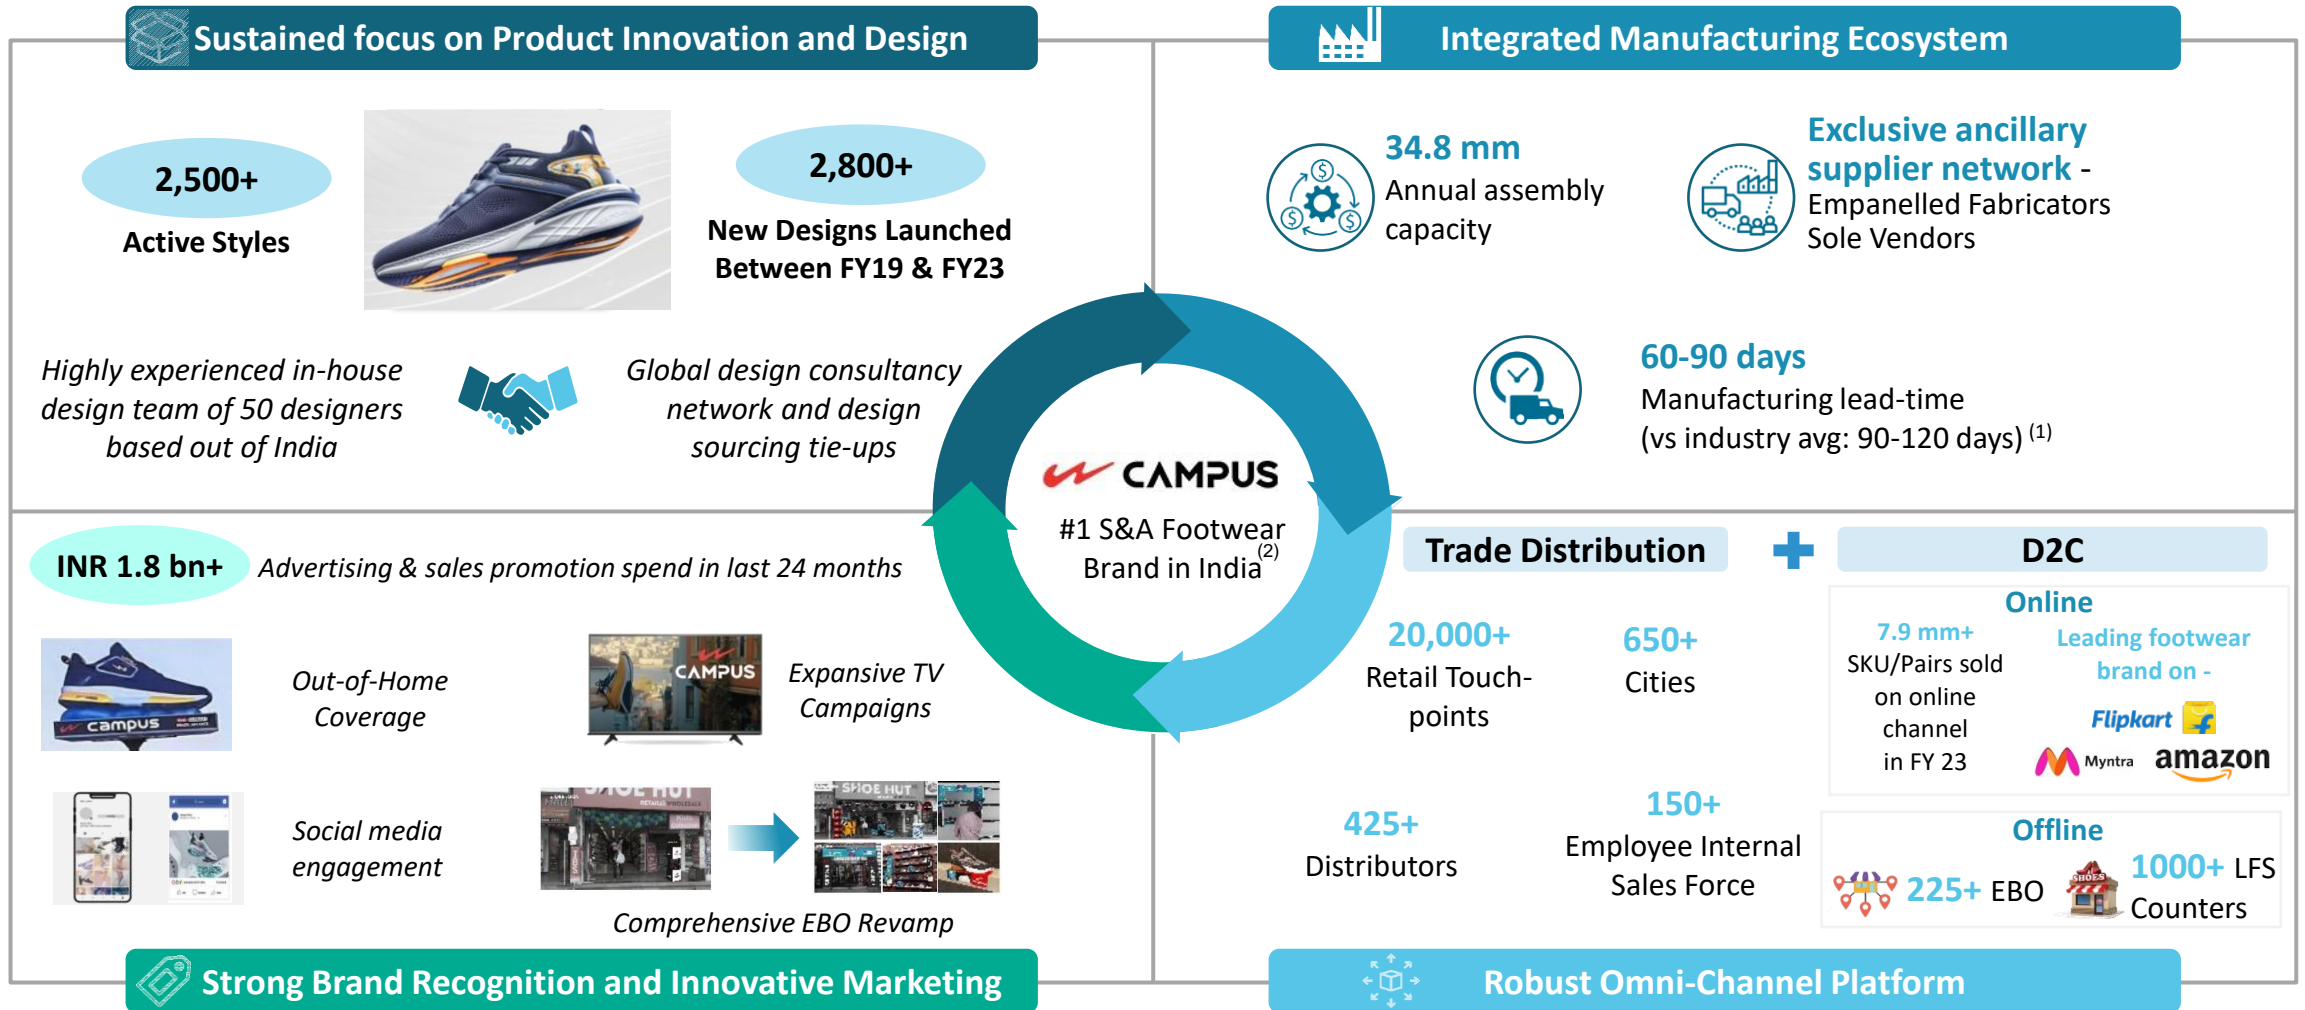 Sustained focus on Product Innovation and Design
2,500+
Active Styles
2,800+
New Designs Launched
Between FY19 & FY23
Highly experienced in-house
design team of 50 designers
based out of India
Global design consultancy
network and design
sourcing tie-ups
Integrated Manufacturing Ecosystem
34.8 mm
Annual assembly
capacity
Exclusive ancillary
supplier network -
Empanelled Fabricators
Sole Vendors
60-90 days
Manufacturing lead-time
(vs industry avg: 90-120 days) (1)
CAMPUS
#1 S&A Footwear
Brand in India(2)
INR 1.8 bn+
Advertising & sales promotion spend in last 24 months
campus
Out-of-Home
Coverage
CAMPUS
Expansive TV
Campaigns
Social media
engagement
SHOE HUT
SHOE HUT
Comprehensive EBO Revamp
Strong Brand Recognition and Innovative Marketing
Trade Distribution
D2C
20,000+
Retail Touch-
points
650+
Cities
425+
Distributors
150+
Employee Internal
Sales Force
Online
7.9 mm+
SKU/Pairs sold
on online
channel
in FY 23
Leading footwear
brand on -
Flipkart
Myntra
amazon
Offline
225+ EBO
SHOES
1000+ LFS
Counters
Robust Omni-Channel Platform